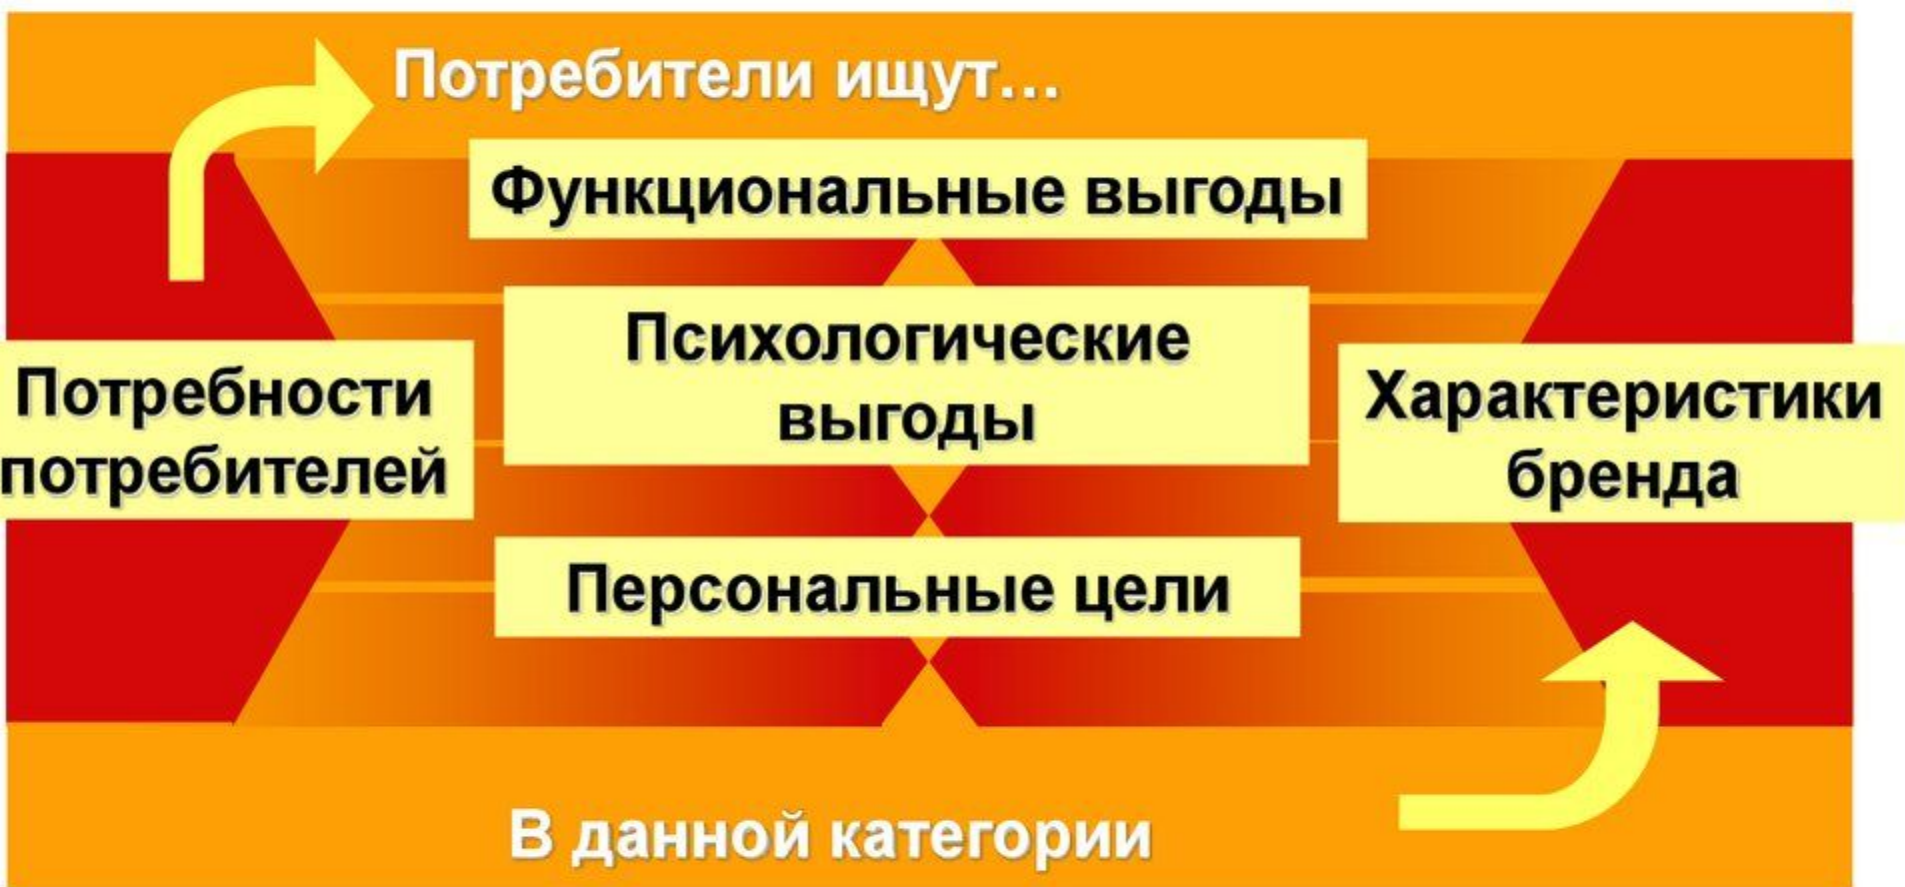 Потребители ищут...
Функциональные выгоды
Психологические
выгоды
Потребности
потребителей
Характеристики
бренда
Персональные цели
В данной категории